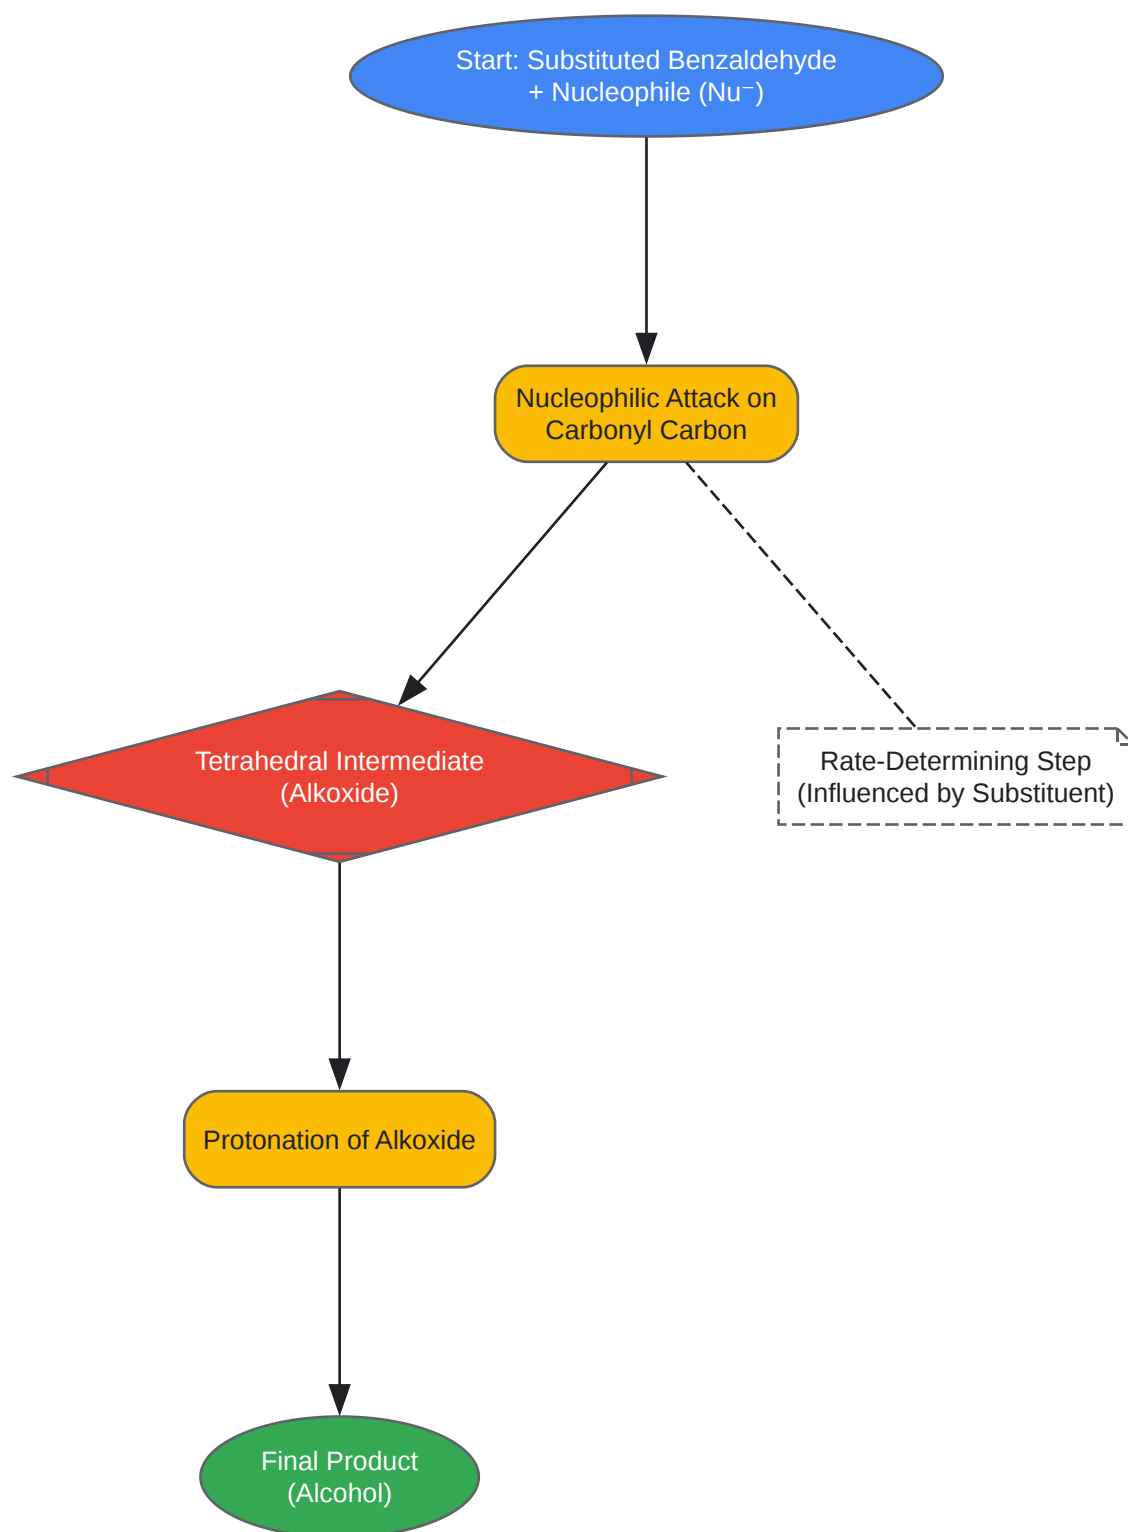 Start: Substituted Benzaldehyde
+ Nucleophile (Nu⁻)
Nucleophilic Attack on
Carbonyl Carbon
Tetrahedral Intermediate
(Alkoxide)
Rate-Determining Step
(Influenced by Substituent)
Protonation of Alkoxide
Final Product
(Alcohol)